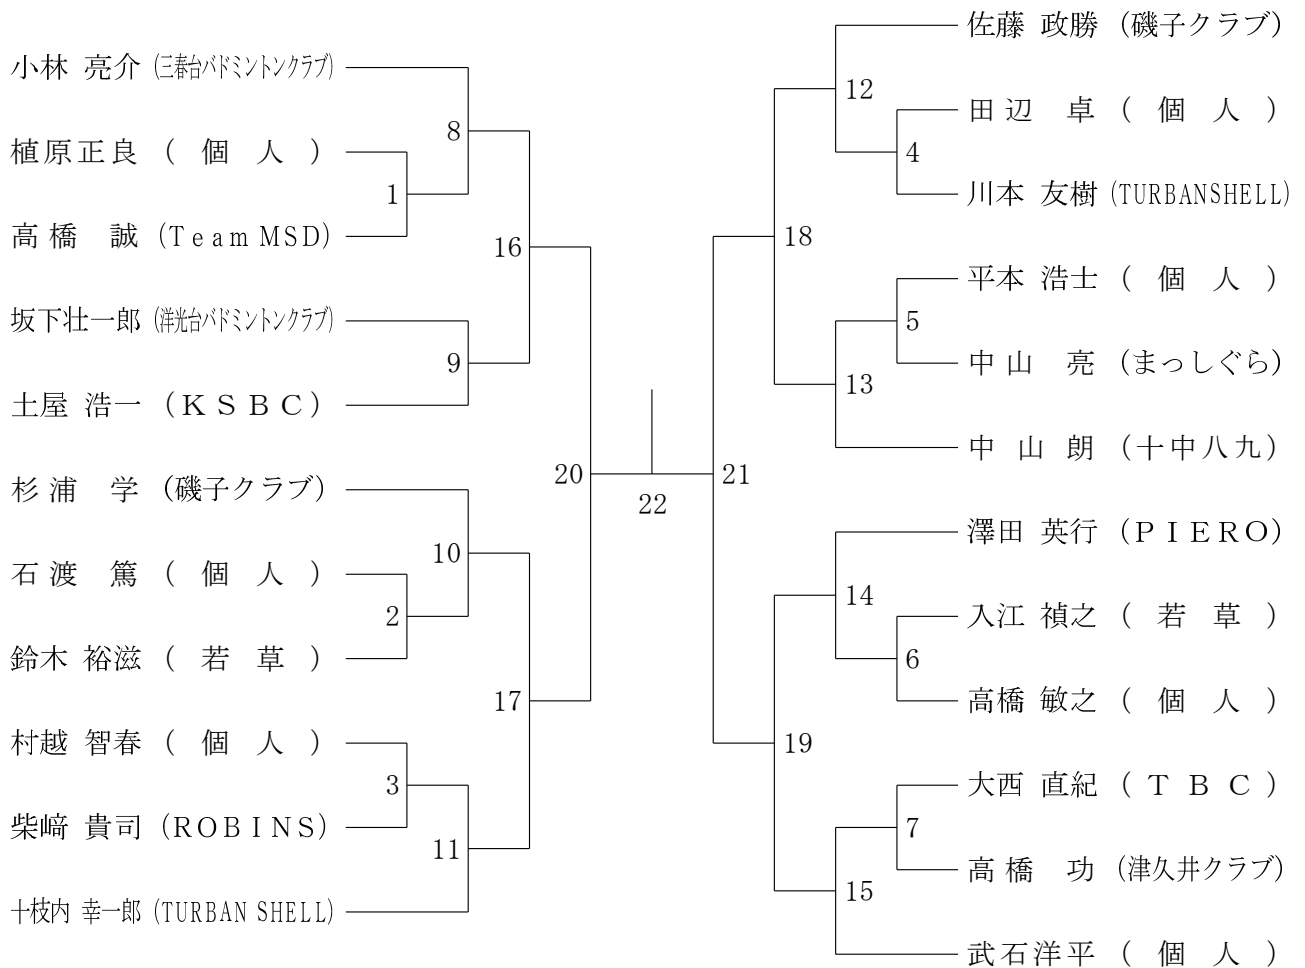 小林 亮介 (三春台バドミントンクラブ)
植原正良 ( 個 人 )
高橋 誠 (Team MSD)
坂下壮一郎 (洋光台バドミントンクラブ)
土屋 浩一 (KSBC)
杉浦 学 (磯子クラブ)
石渡 篤 ( 個 人 )
鈴木 裕滋 ( 若 草 )
村越 智春 ( 個 人 )
柴﨑 貴司 (ROBINS)
十枝内 幸一郎 (TURBAN SHELL)
1
2
3
8
9
10
11
16
17
20
22
21
18
19
12
13
14
15
4
5
6
7
佐藤 政勝 (磯子クラブ)
田辺 卓 ( 個 人 )
川本 友樹 (TURBANSHELL)
平本 浩士 ( 個 人 )
中山 亮 (まっしぐら)
中山 朗 (十中八九)
澤田 英行 (PIERO)
入江 禎之 ( 若 草 )
高橋 敏之 ( 個 人 )
大西 直紀 ( T B C )
高橋 功 (津久井クラブ)
武石洋平 ( 個 人 )